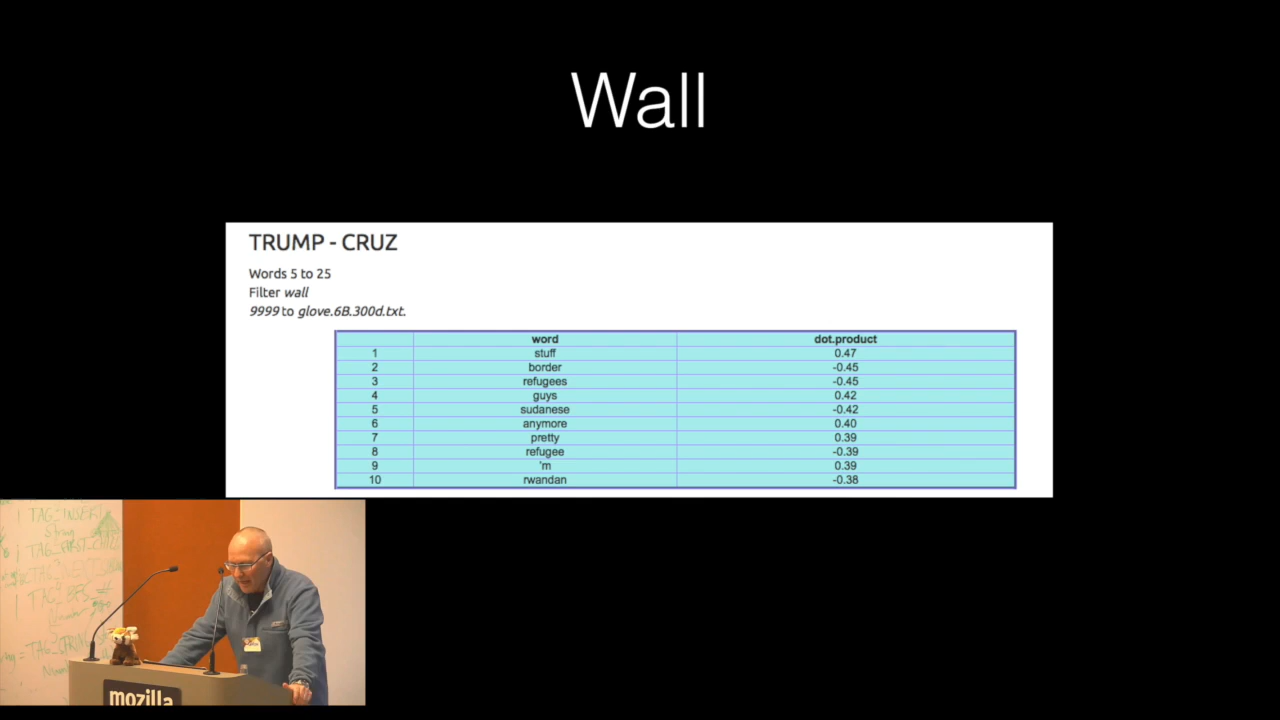 Wall
TRUMP - CRUZ
Words 5 to 25
Filter wall
9999 to glove.6B.300d.txt.
word dot.product
1 stuff 0.47
2 border -0.45
3 refugees -0.45
4 guys 0.42
5 sudanese -0.42
6 anymore 0.40
7 pretty 0.39
8 refugee -0.39
9 'm 0.39
10 rwandan -0.38
TAG_INSERT
String
TAG_FIRST_CHILD
mozilla